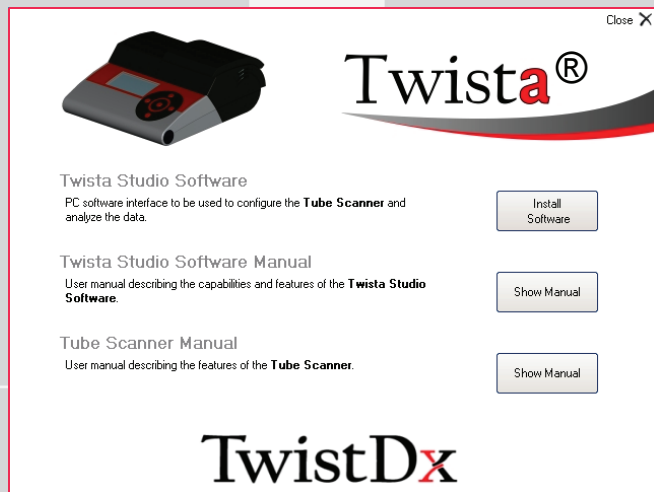 Close X
Twista®
Twista Studio Software
PC software interface to be used to configure the Tube Scanner and
analyze the data.
Install
Software
Twista Studio Software Manual
User manual describing the capabilities and features of the Twista Studio
Software.
Show Manual
Tube Scanner Manual
User manual describing the features of the Tube Scanner.
Show Manual
TwistDx